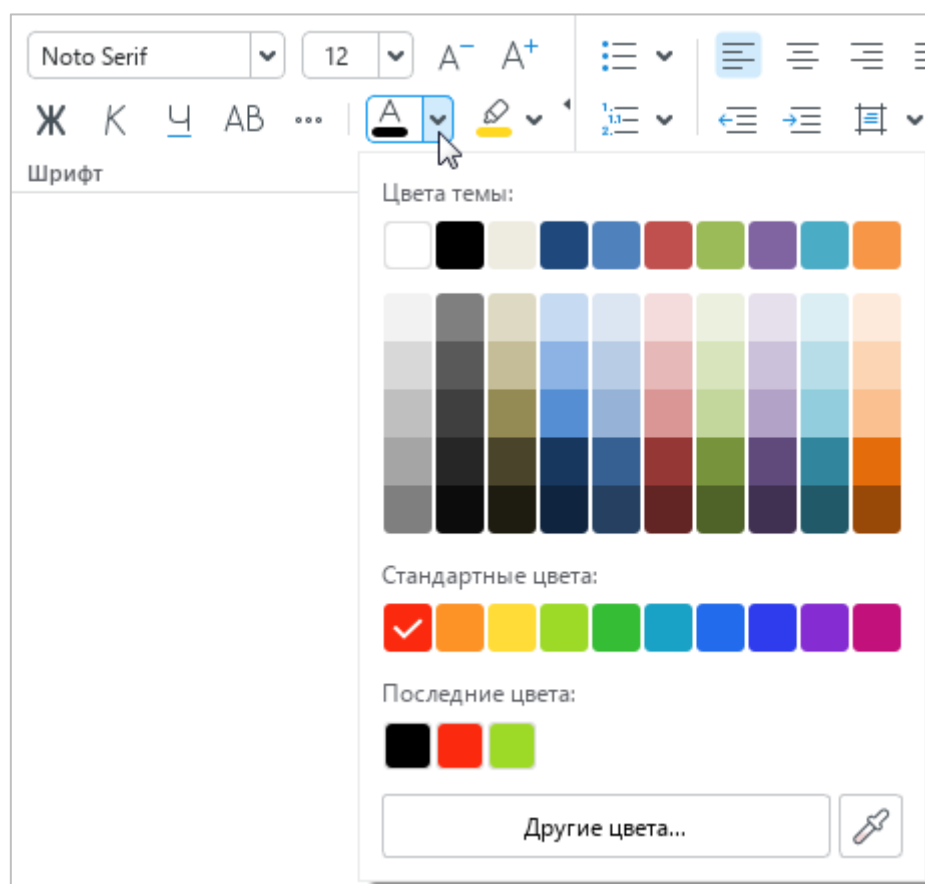 Noto Serif 12 A A
Ж К Ч АВ А
Шрифт
Цвета темы:
Стандартные цвета:
Последние цвета:
Другие цвета...